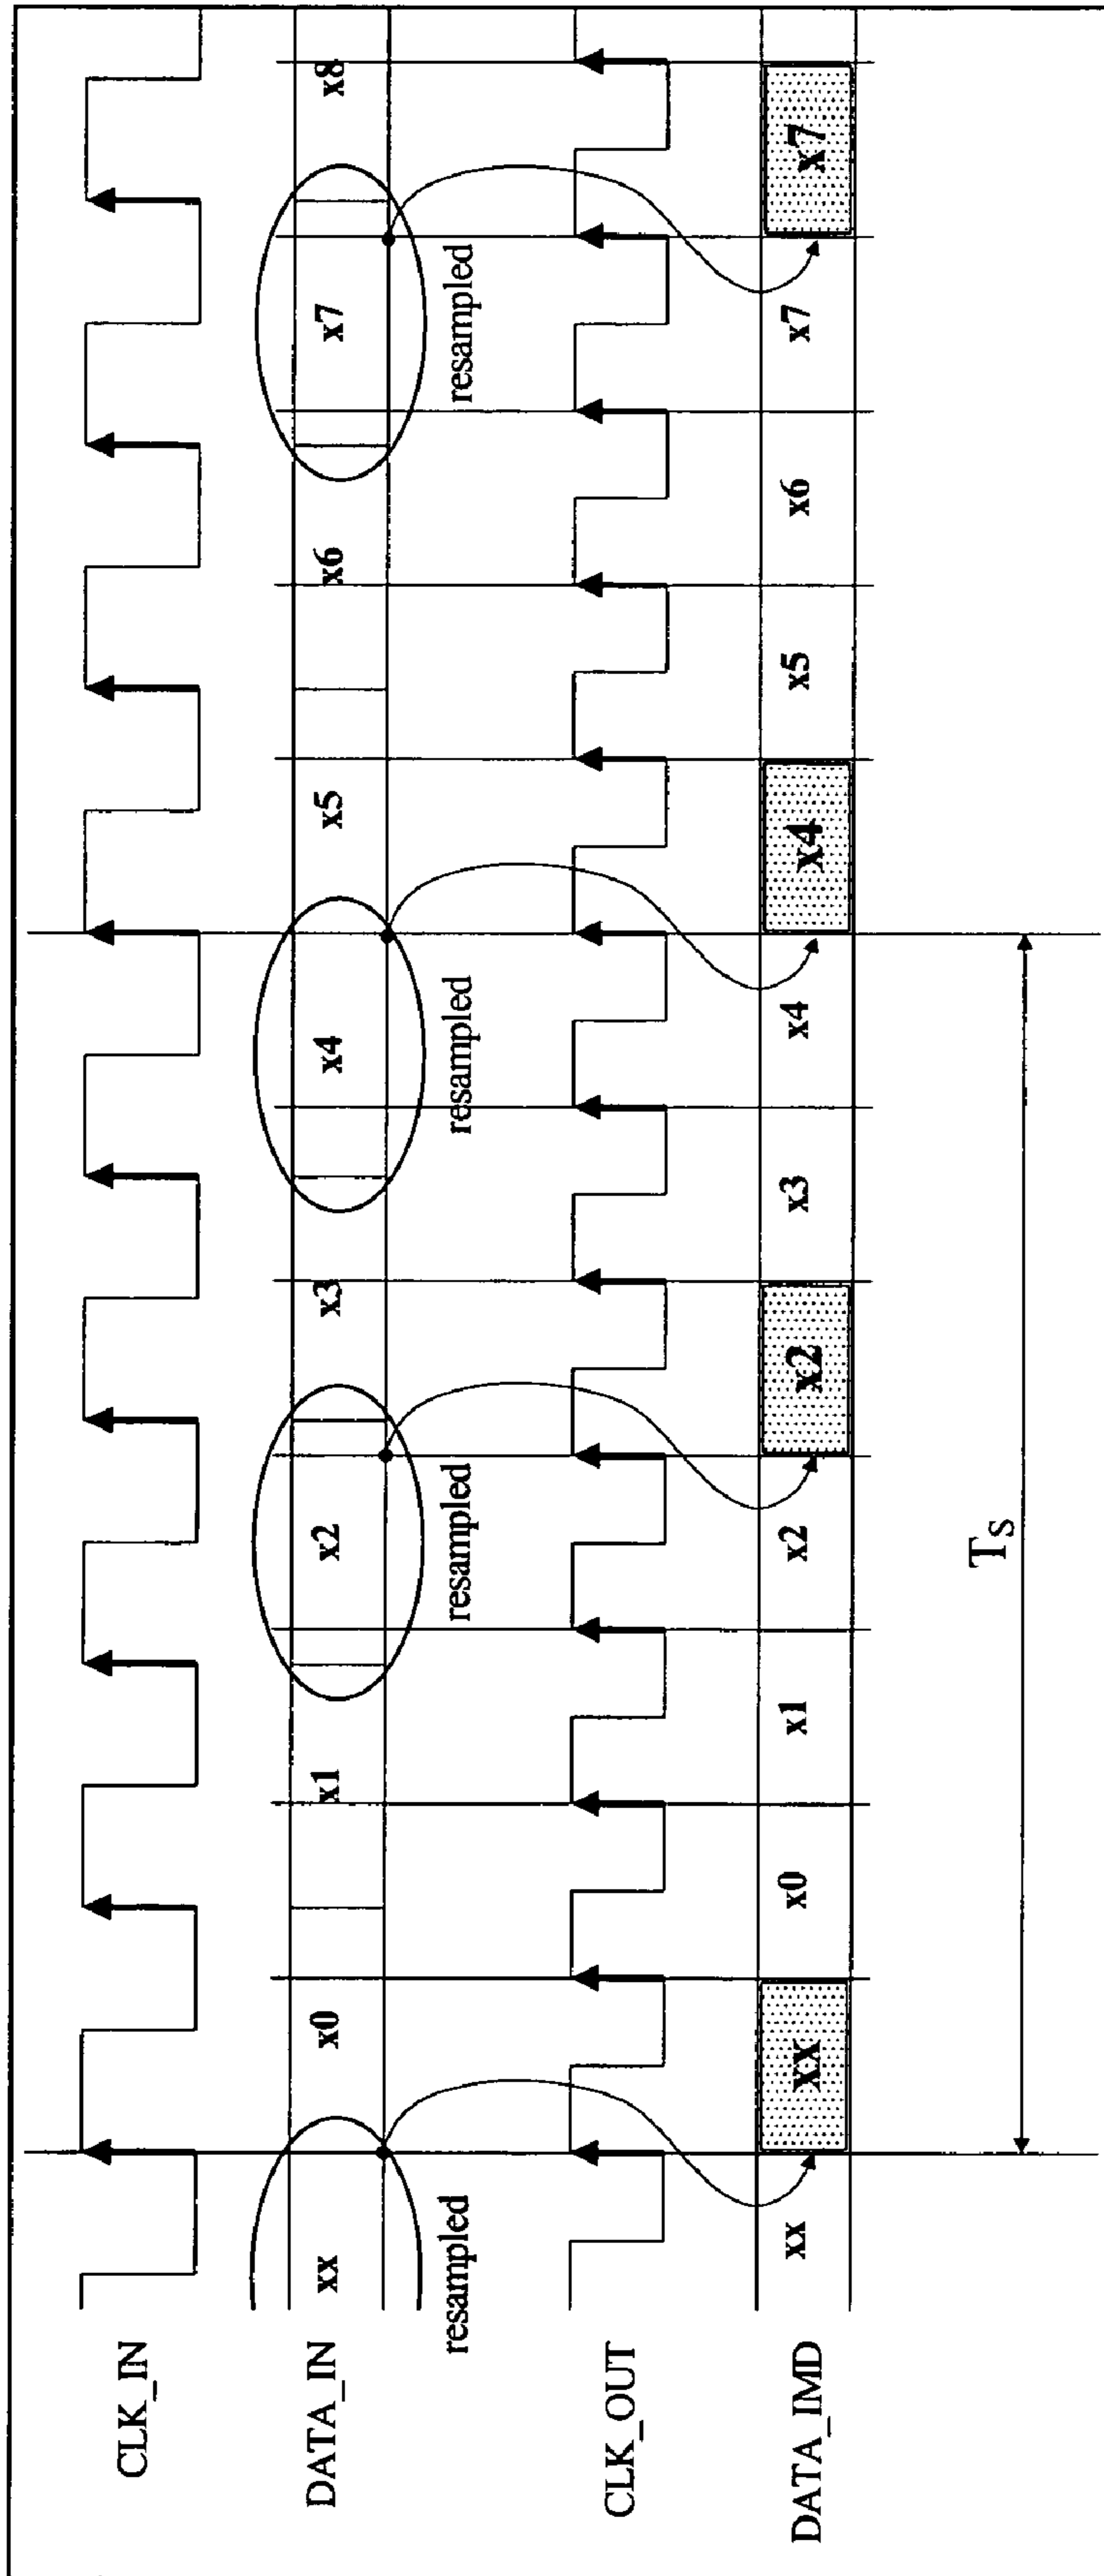 CLK_IN
DATA_IN
xx x0 x1 x2 x3 x4 x5 x6 x7 x8
resampled resampled resampled resampled
CLK_OUT
DATA_IMD
xx xx x0 x1 x2 x2 x3 x4 x4 x5 x6 x7 x7
TS